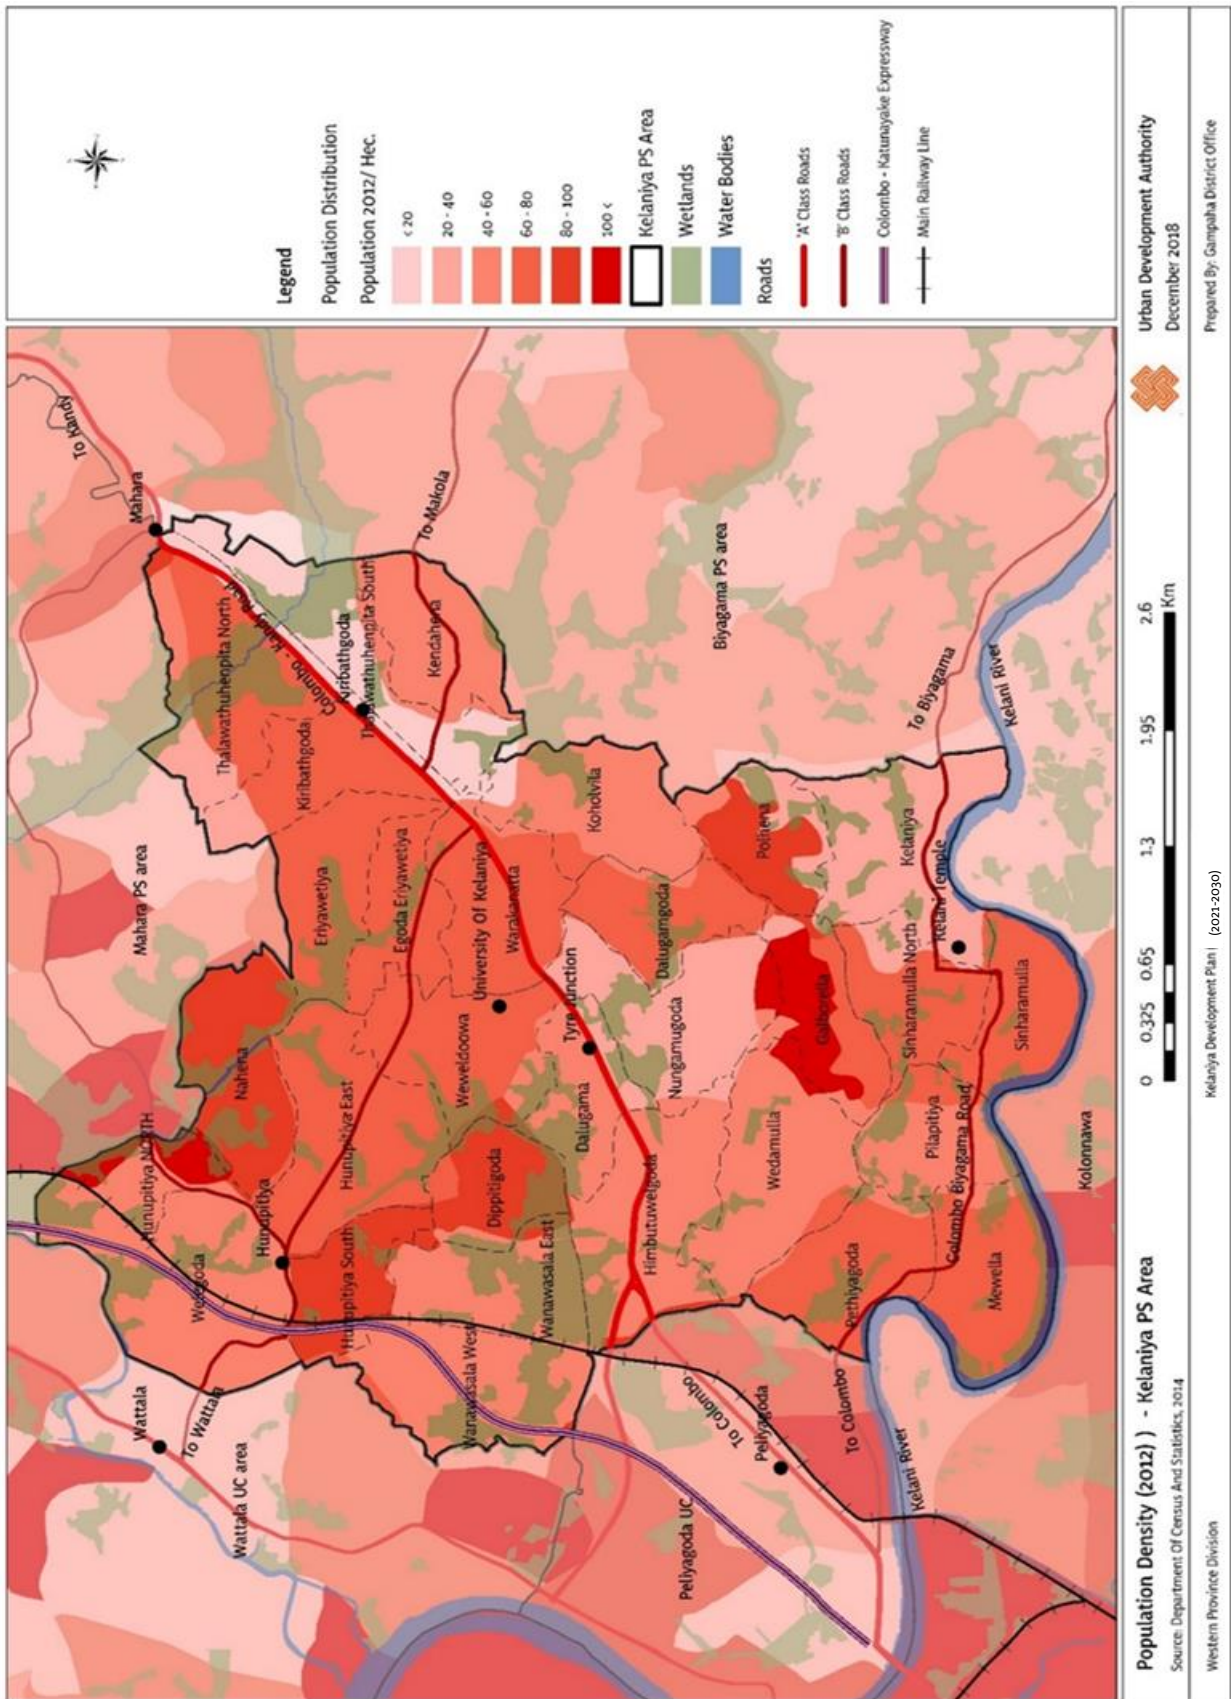 Legend
Population Distribution
Population 2012/ Hec.
< 20
20 - 40
40 - 60
60 - 80
80 - 100
100 <
Kelaniya PS Area
Wetlands
Water Bodies
Roads
'A' Class Roads
'B' Class Roads
Colombo - Katunayake Expressway
Main Railway Line
To Kandy
Mahara
Thalawathuhenpita North
Colombo - Kandy Road
Kiribathgoda
Kiribathgoda
Thalawathuhenpita South
Kendahena
To Makola
Mahara PS area
Eriyawetiya
Egoda Eriyawetiya
University Of Kelaniya
Warakanatta
Koholvila
Biyagama PS area
Nahena
Hunupitiya NORTH
Hunupitiya
Hunupitiya East
Weweldoowa
Tyre Junction
Dalugama
Dalugamgoda
Nungamugoda
Polhena
Welegoda
Hunupitiya South
Dippitigoda
Wanawasala East
Wanawasala West
Himbutuwelgoda
Wedamulla
Gabonella
Sinharamulla North
Kelaniya
Kelani Temple
To Biyagama
Kelani River
Sinharamulla
Pilapitiya
Colombo Biyagama Road
Pethiyagoda
Mewella
Kolonnawa
Wattala
To Wattala
Wattala UC area
Peliyagoda UC
Peliyagoda
To Colombo
To Colombo
Kelani River
Population Density (2012) ) - Kelaniya PS Area
Source: Department Of Census And Statistics, 2014
0 0.325 0.65 1.3 1.95 2.6
Km
Urban Development Authority
December 2018
Western Province Division
Kelaniya Development Plan | (2021-2030)
Prepared By: Gampaha District Office